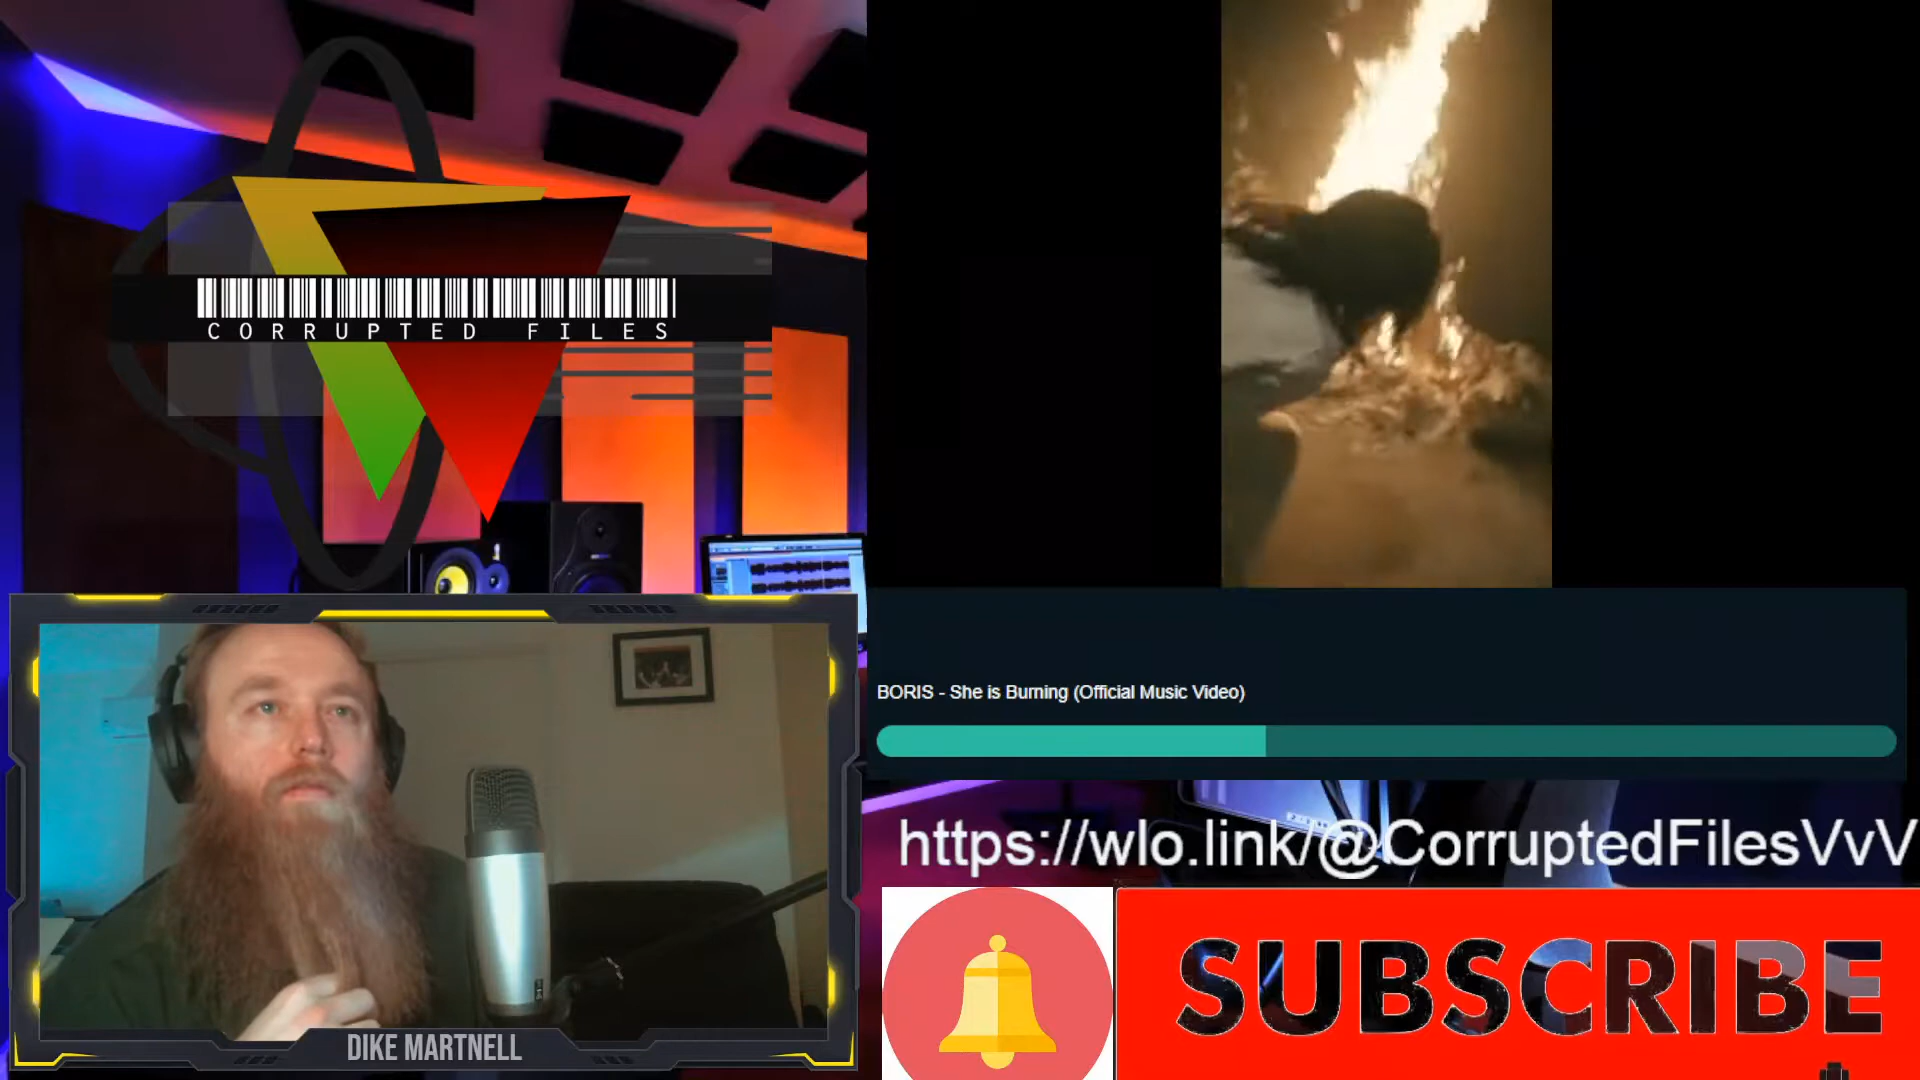 CORRUPTED FILES
BORIS - She is Burning (Official Music Video)
https://wlo.link/@CorruptedFilesVvV
SUBSCRIBE
DIKE MARTNELL